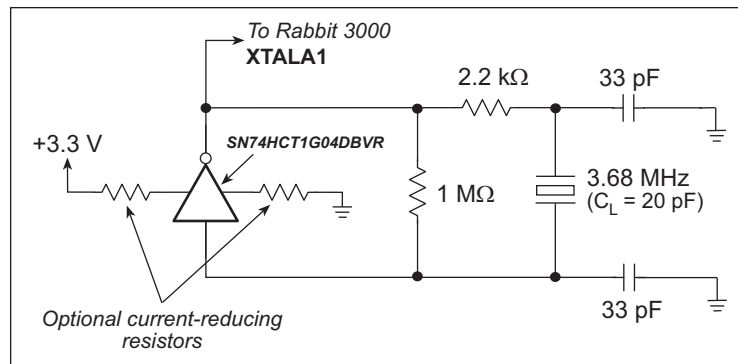 To Rabbit 3000
XTALA1
2.2 kΩ
33 pF
SN74HCT1G04DBVR
+3.3 V
1 MΩ
3.68 MHz
(C_L = 20 pF)
33 pF
Optional current-reducing
resistors